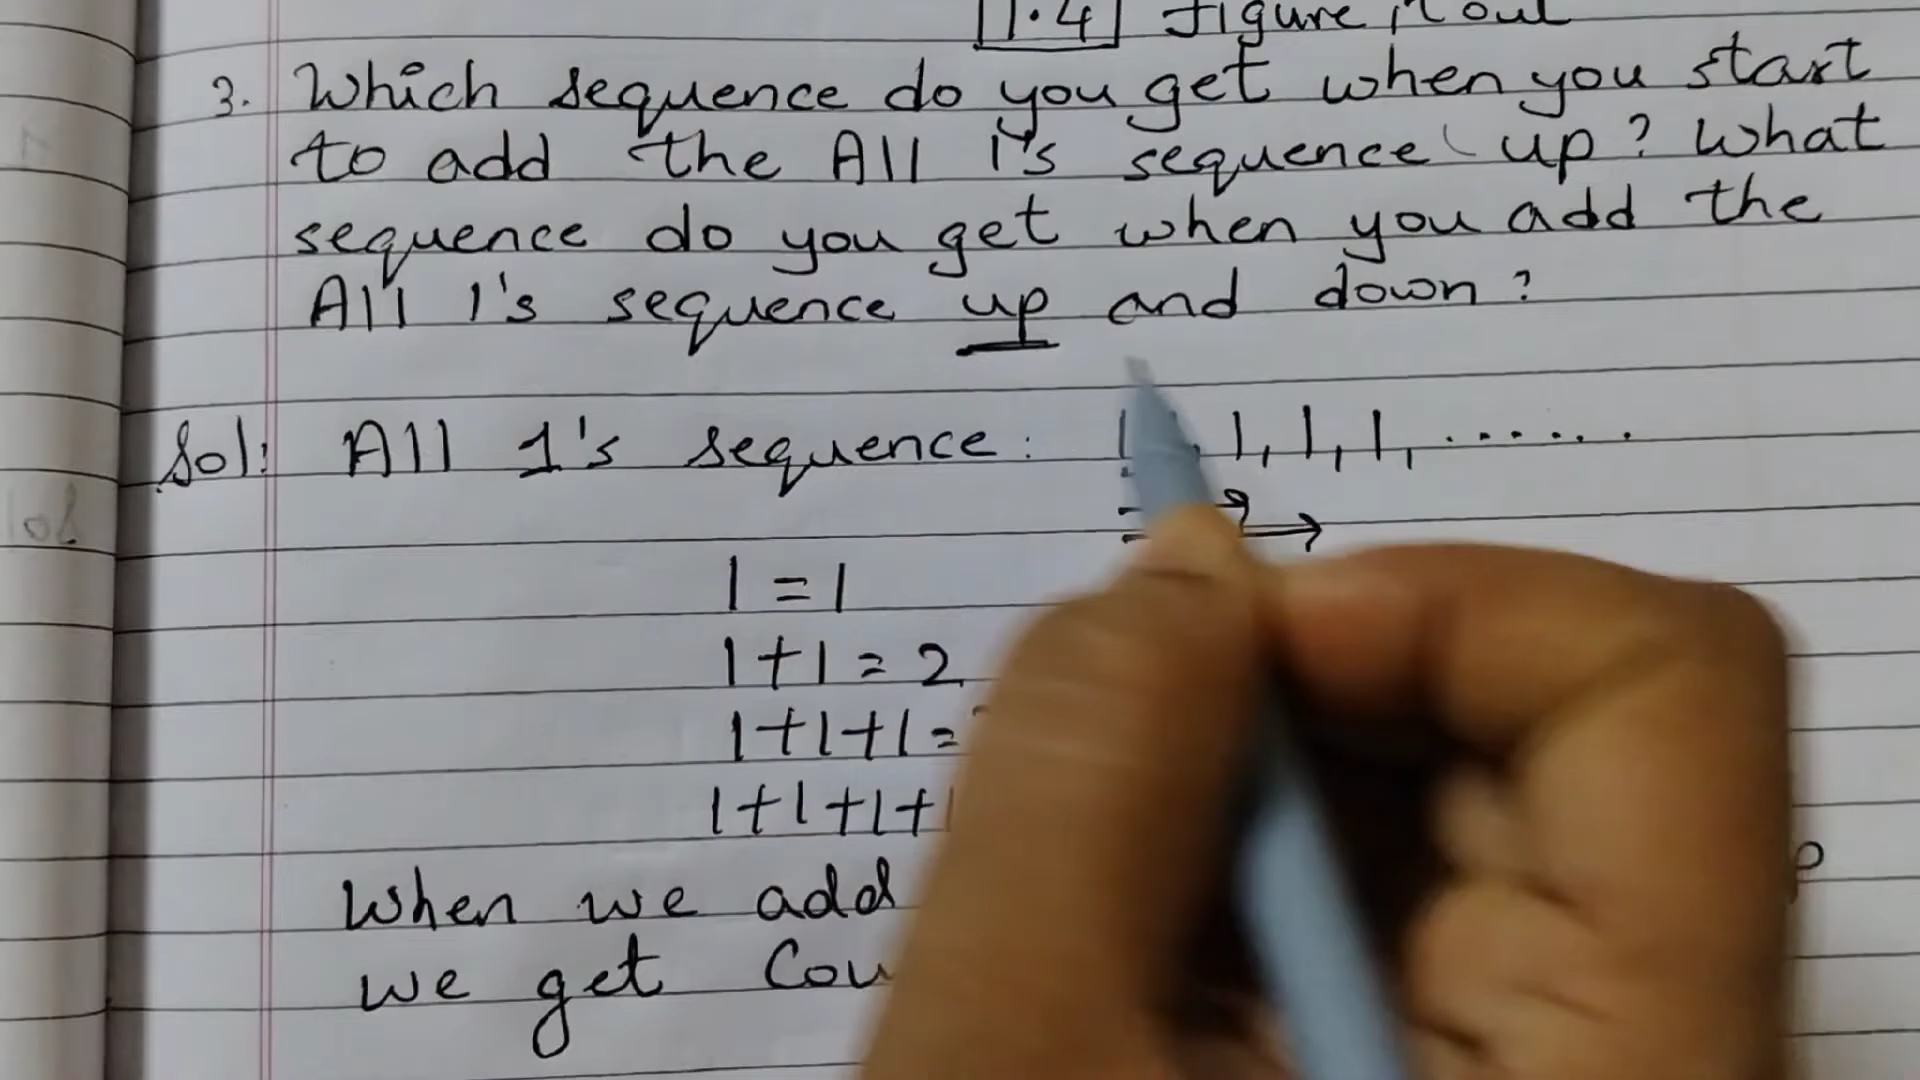 1.4 Figure it out
3. Which sequence do you get when you start
to add the All 1's sequence up? What
sequence do you get when you add the
All 1's sequence up and down?
Sol: All 1's sequence: 1, 1, 1, 1, .......
1 = 1
1+1 = 2
1+1+1 =
1+1+1+1
When we add
we get